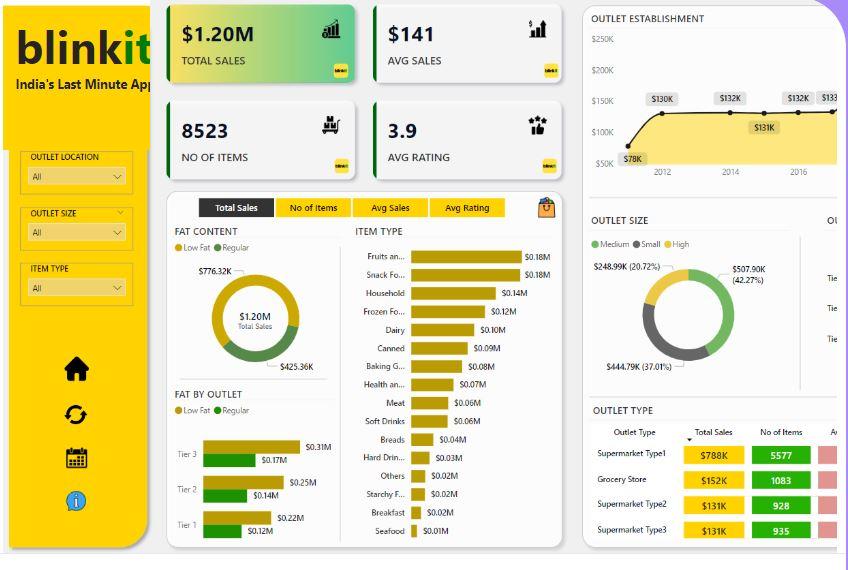 blinkit
India's Last Minute App
OUTLET LOCATION
All
OUTLET SIZE
All
ITEM TYPE
All
$1.20M
TOTAL SALES
blinkit
$141
AVG SALES
blinkit
8523
NO OF ITEMS
blinkit
3.9
AVG RATING
blinkit
Total Sales No of Items Avg Sales Avg Rating
FAT CONTENT
Low Fat Regular
$776.32K
$1.20M
Total Sales
$425.36K
FAT BY OUTLET
Low Fat Regular
Tier 3 $0.31M
$0.17M
Tier 2 $0.25M
$0.14M
Tier 1 $0.22M
$0.12M
ITEM TYPE
Fruits an... $0.18M
Snack Fo... $0.18M
Household $0.14M
Frozen Fo... $0.12M
Dairy $0.10M
Canned $0.09M
Baking G... $0.08M
Health an... $0.07M
Meat $0.06M
Soft Drinks $0.06M
Breads $0.04M
Hard Drin... $0.03M
Others $0.02M
Starchy F... $0.02M
Breakfast $0.02M
Seafood $0.01M
OUTLET ESTABLISHMENT
$250K
$200K
$150K
$100K
$50K
$78K $130K $132K $131K $132K $133
2012 2014 2016
OUTLET SIZE
Medium Small High
$248.99K (20.72%)
$507.90K
(42.27%)
$444.79K (37.01%)
OU
Tie
Tie
Tie
OUTLET TYPE
Outlet Type Total Sales No of Items A
Supermarket Type1 $788K 5577
Grocery Store $152K 1083
Supermarket Type2 $131K 928
Supermarket Type3 $131K 935